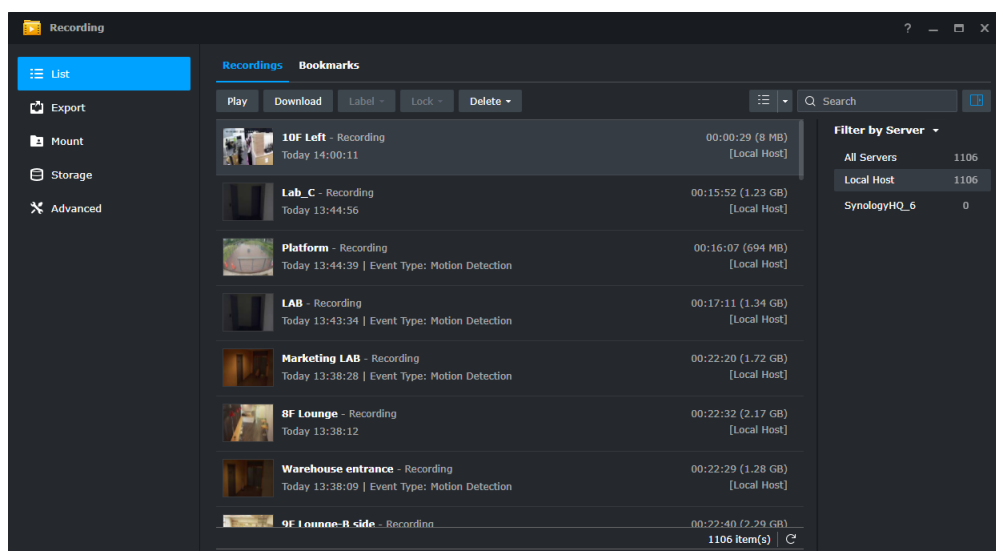 Recording
List
Export
Mount
Storage
Advanced
Recordings Bookmarks
Play Download Label Lock Delete Search
10F Left - Recording 00:00:29 (8 MB)
Today 14:00:11 [Local Host]
Lab_C - Recording 00:15:52 (1.23 GB)
Today 13:44:56 [Local Host]
Platform - Recording 00:16:07 (694 MB)
Today 13:44:39 | Event Type: Motion Detection [Local Host]
LAB - Recording 00:17:11 (1.34 GB)
Today 13:43:34 | Event Type: Motion Detection [Local Host]
Marketing LAB - Recording 00:22:20 (1.72 GB)
Today 13:38:28 | Event Type: Motion Detection [Local Host]
8F Lounge - Recording 00:22:32 (2.17 GB)
Today 13:38:12 [Local Host]
Warehouse entrance - Recording 00:22:29 (1.28 GB)
Today 13:38:09 | Event Type: Motion Detection [Local Host]
9F Lounge-B side - Recording 00:22:40 (2.29 GB)
1106 item(s)
Filter by Server
All Servers 1106
Local Host 1106
SynologyHQ_6 0